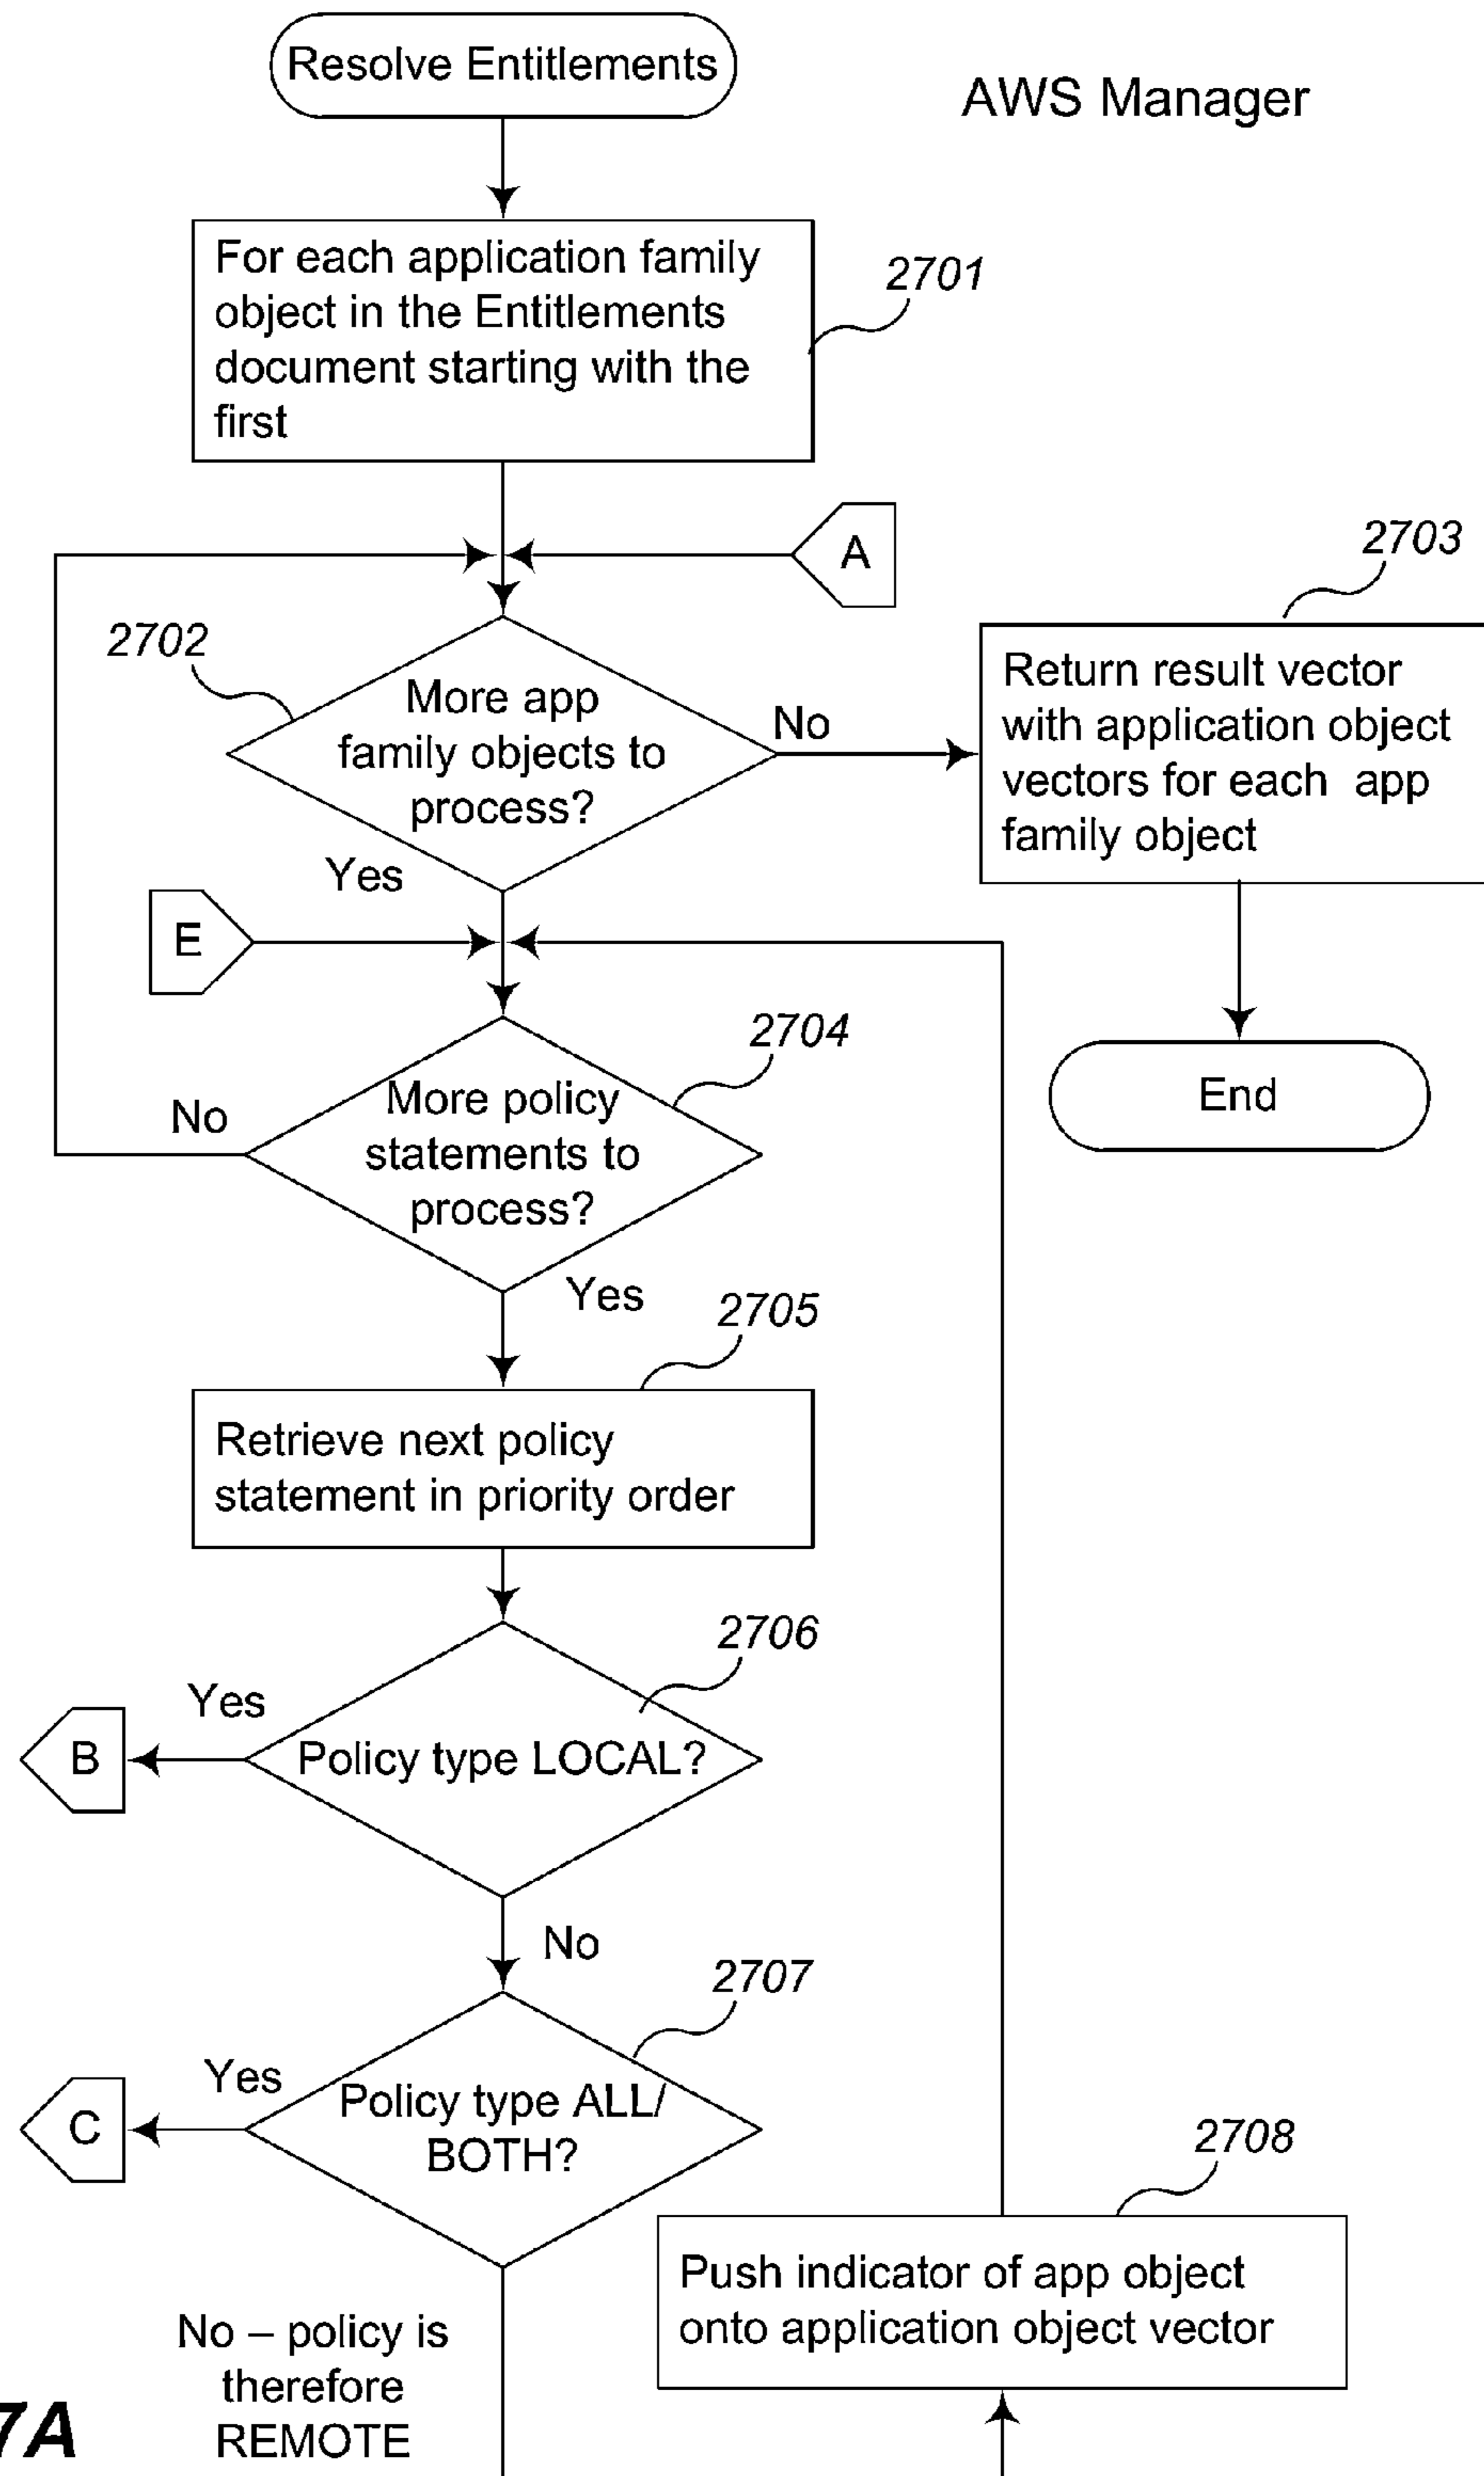 Resolve Entitlements
AWS Manager
For each application family
object in the Entitlements
document starting with the
first
2701
A
2703
2702
More app
family objects to
process?
No
Return result vector
with application object
vectors for each app
family object
Yes
E
2704
More policy
statements to
process?
No
End
Yes
2705
Retrieve next policy
statement in priority order
2706
Yes
B
Policy type LOCAL?
No
2707
Yes
C
Policy type ALL/
BOTH?
2708
Push indicator of app object
onto application object vector
No – policy is
therefore
REMOTE
7A